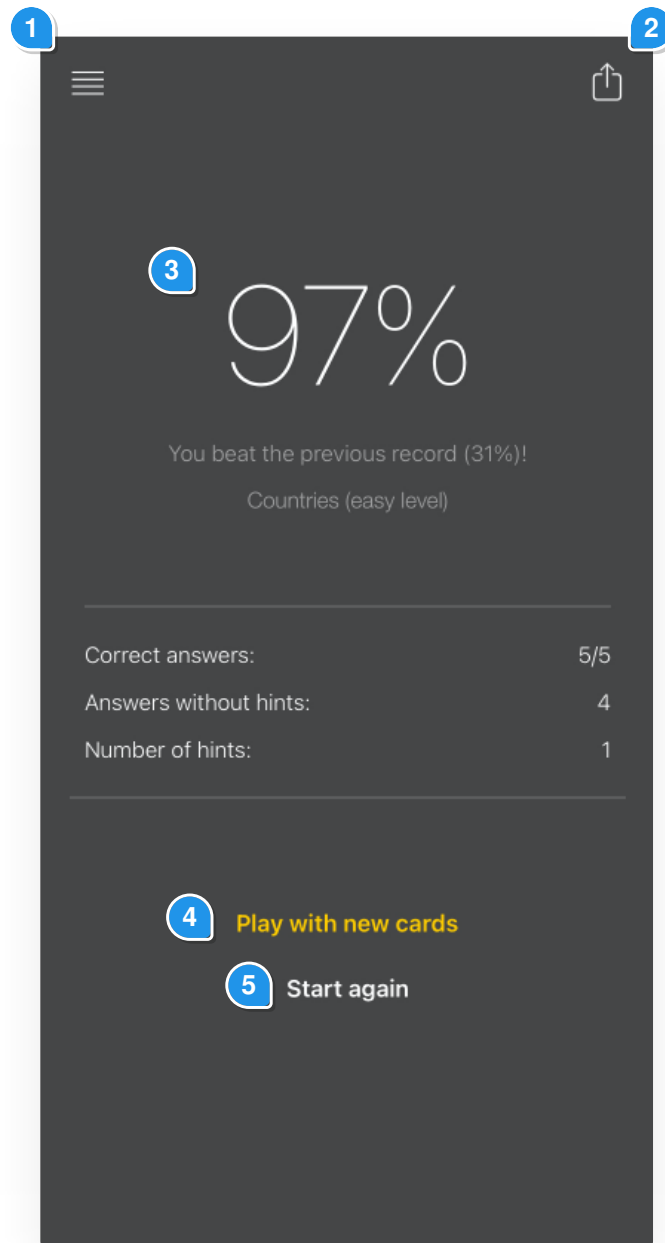 1
2
3
97%
You beat the previous record (31%)!
Countries (easy level)
Correct answers: 5/5
Answers without hints: 4
Number of hints: 1
4 Play with new cards
5 Start again